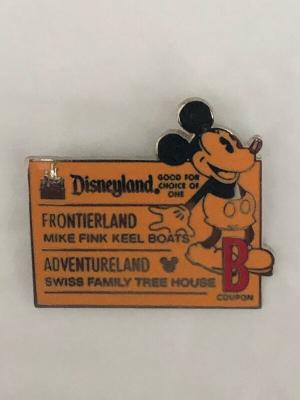 Disneyland.
GOOD FOR
CHOICE OF
ONE
FRONTIERLAND
MIKE FINK KEEL BOATS
ADVENTURELAND
SWISS FAMILY TREE HOUSE
B
COUPON